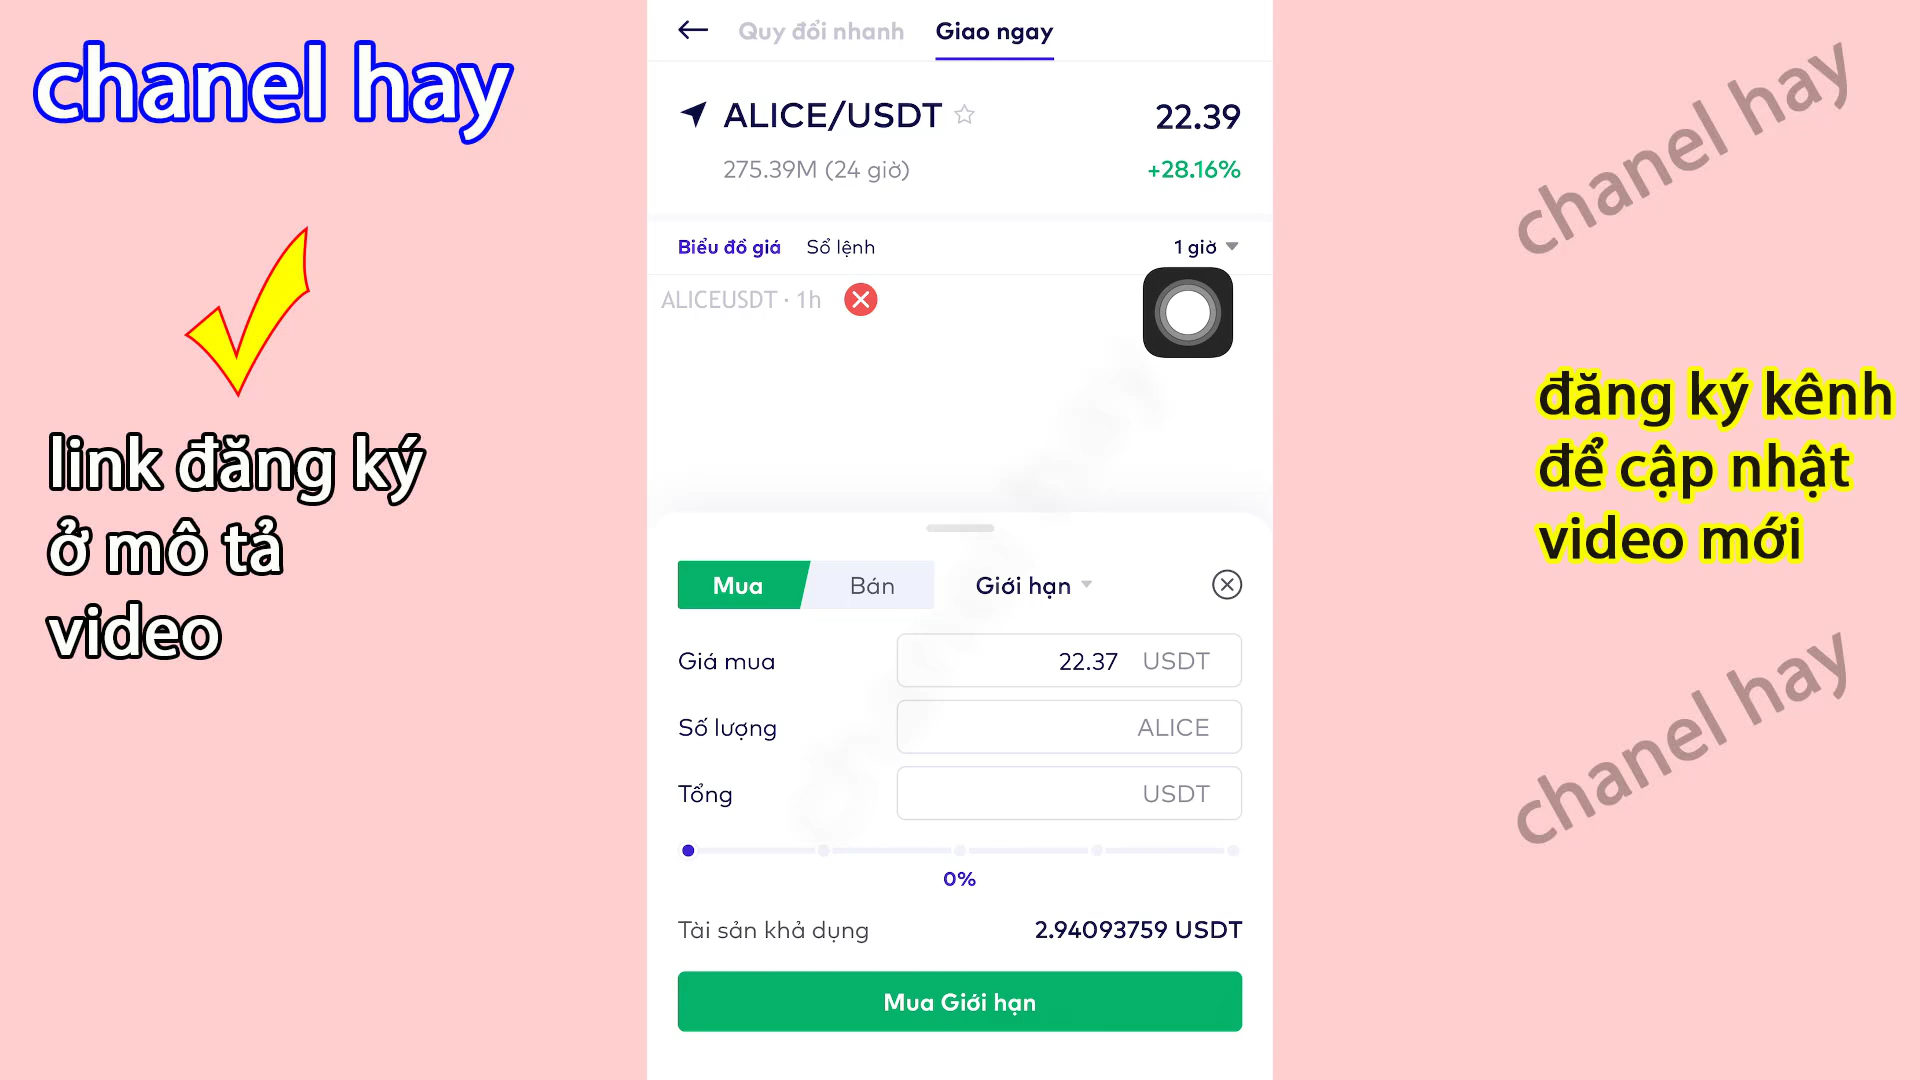 chanel hay
link đăng ký
ở mô tả
video
Quy đổi nhanh Giao ngay
ALICE/USDT 22.39
275.39M (24 giờ) +28.16%
Biểu đồ giá Sổ lệnh 1 giờ
ALICEUSDT · 1h
Mua Bán Giới hạn
Giá mua 22.37 USDT
Số lượng ALICE
Tổng USDT
0%
Tài sản khả dụng 2.94093759 USDT
Mua Giới hạn
chanel hay
đăng ký kênh
để cập nhật
video mới
chanel hay